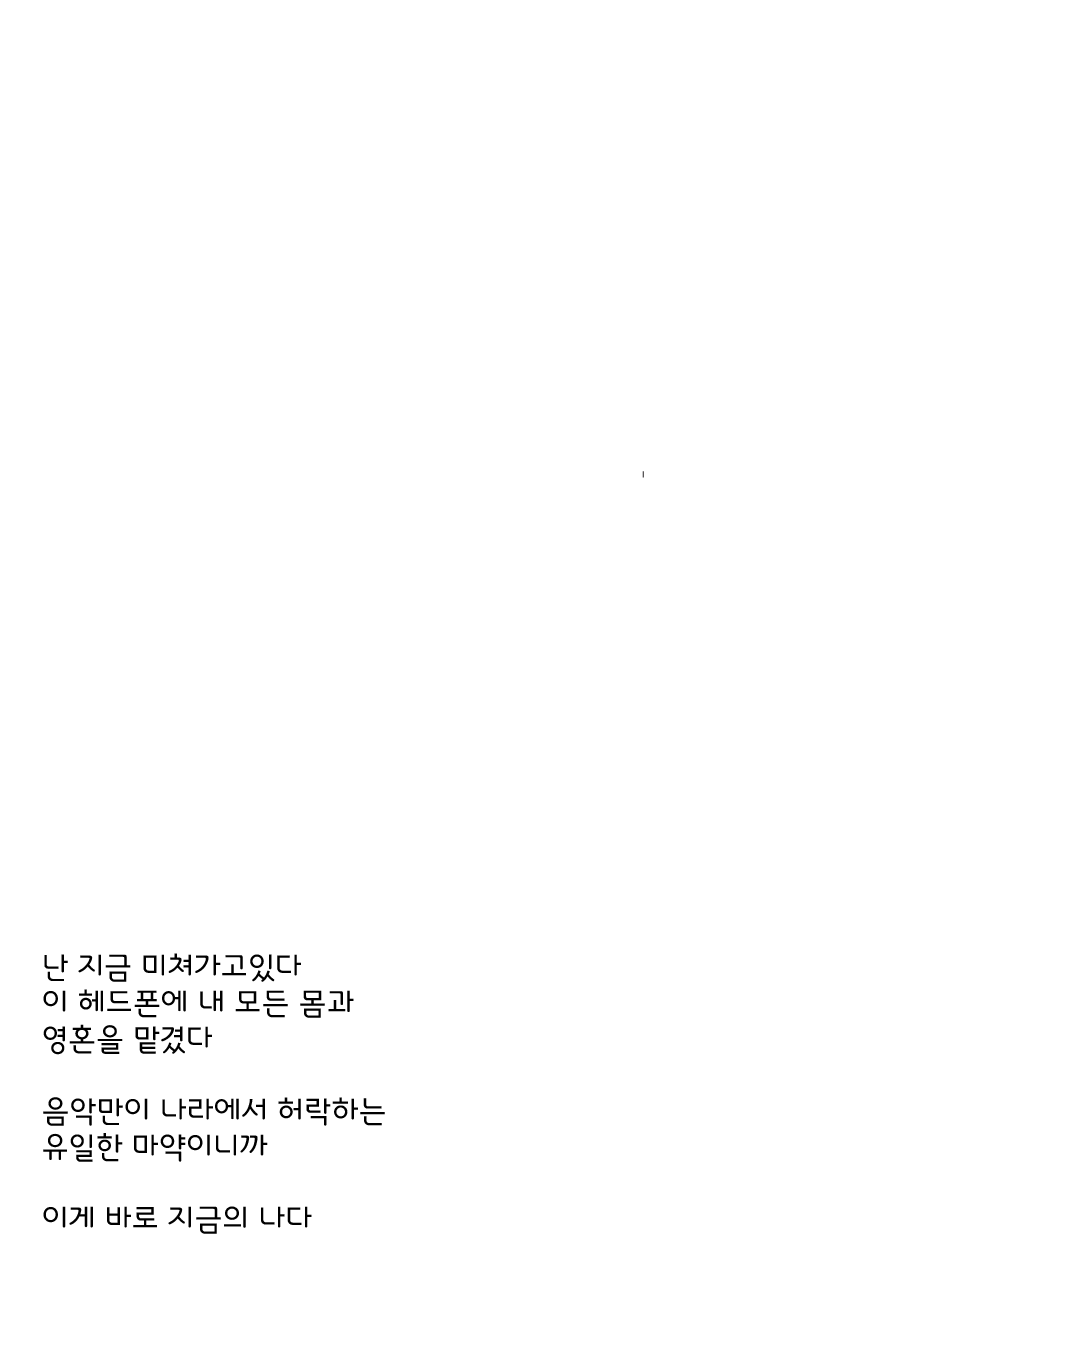 난 지금 미쳐가고있다
이 헤드폰에 내 모든 몸과
영혼을 맡겼다
음악만이 나라에서 허락하는
유일한 마약이니까
이게 바로 지금의 나다